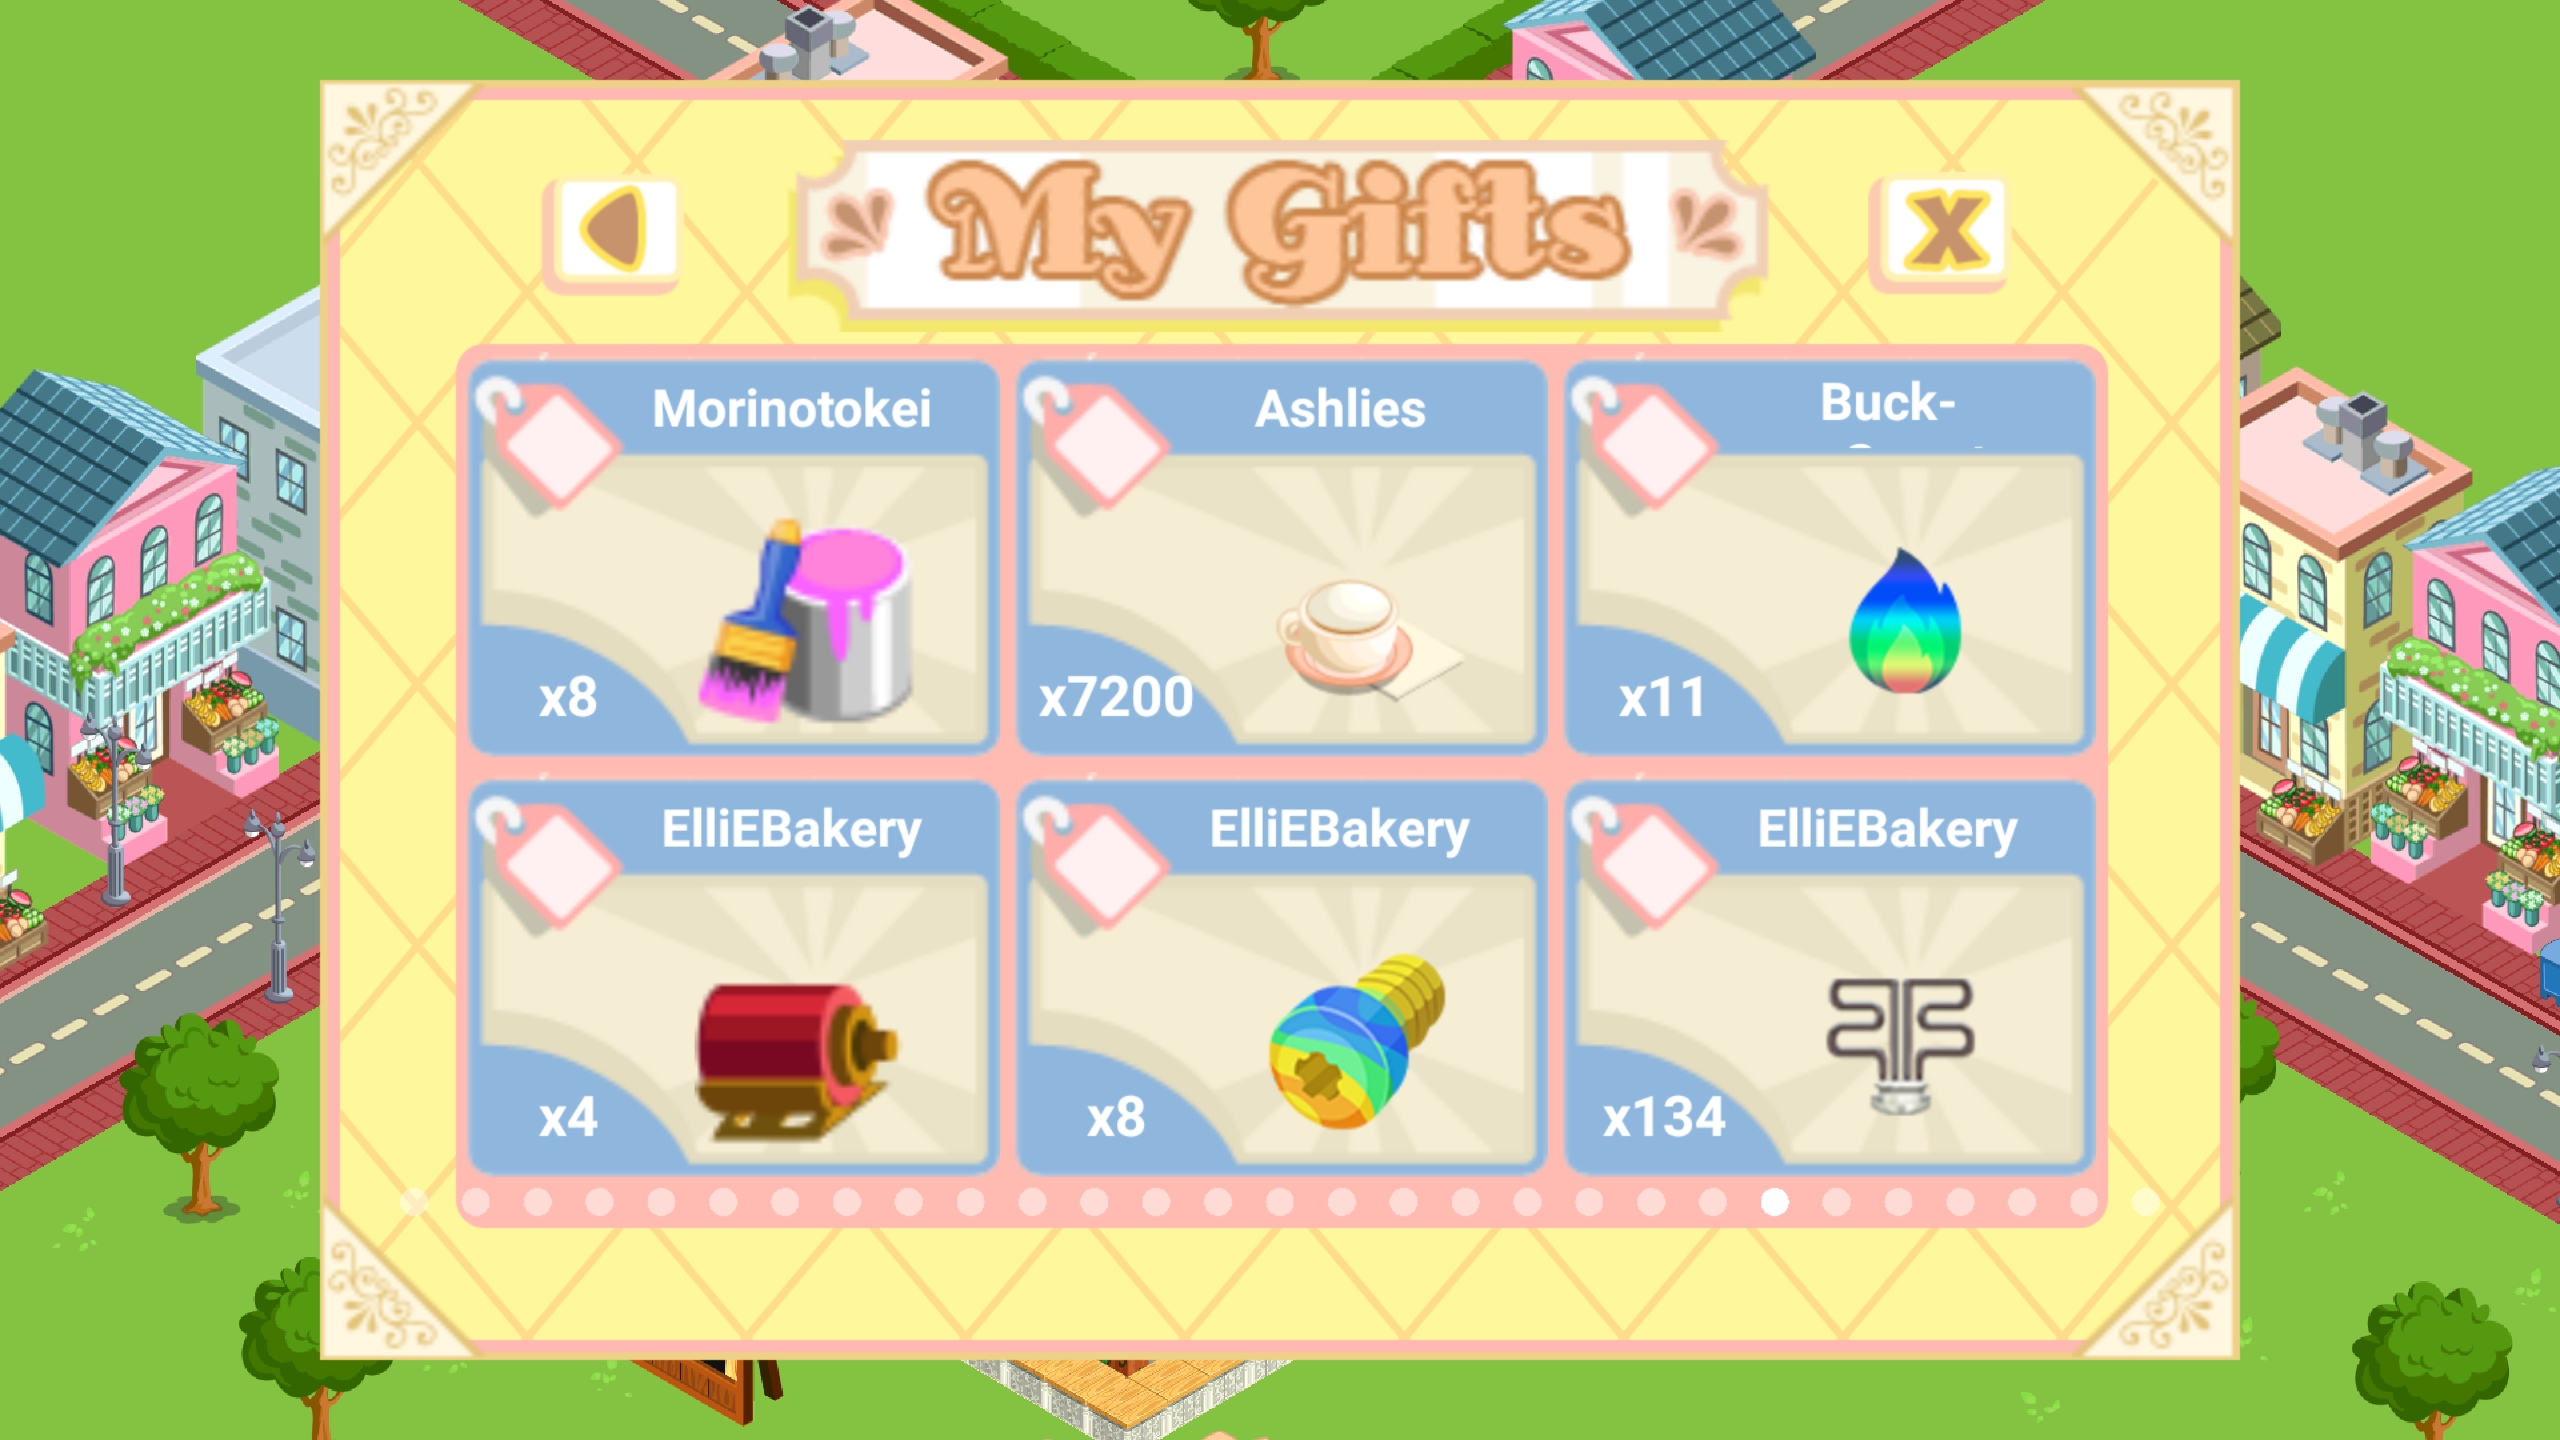 My Gifts
X
Morinotokei
Ashlies
Buck-
x8
x7200
x11
ElliEBakery
ElliEBakery
ElliEBakery
x4
x8
x134